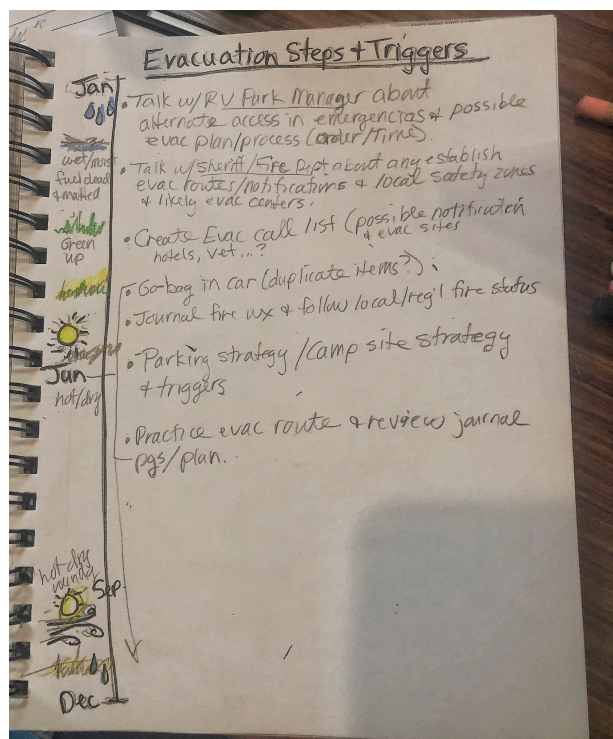 Evacuation Steps + Triggers
Jan
• Talk w/RV Park Manager about
alternate access in emergencies & possible
evac plan/process (order/Time).
wet/moist
fuel dead
& matted
• Talk w/Sheriff/Fire Dept about any establish
evac routes/notifications & local safety zones
& likely evac centers.
Green
up
• Create Evac call list (possible notification
& evac sites
hotels, vet...?
• Go-bag in car (duplicate items?)
• Journal fire wx & follow local/reg'l fire status
• Parking strategy/Camp site strategy
& triggers
Jun
hot/dry
• Practice evac route & review journal
pgs/plan.
hot dry
windy
Sep
Dec